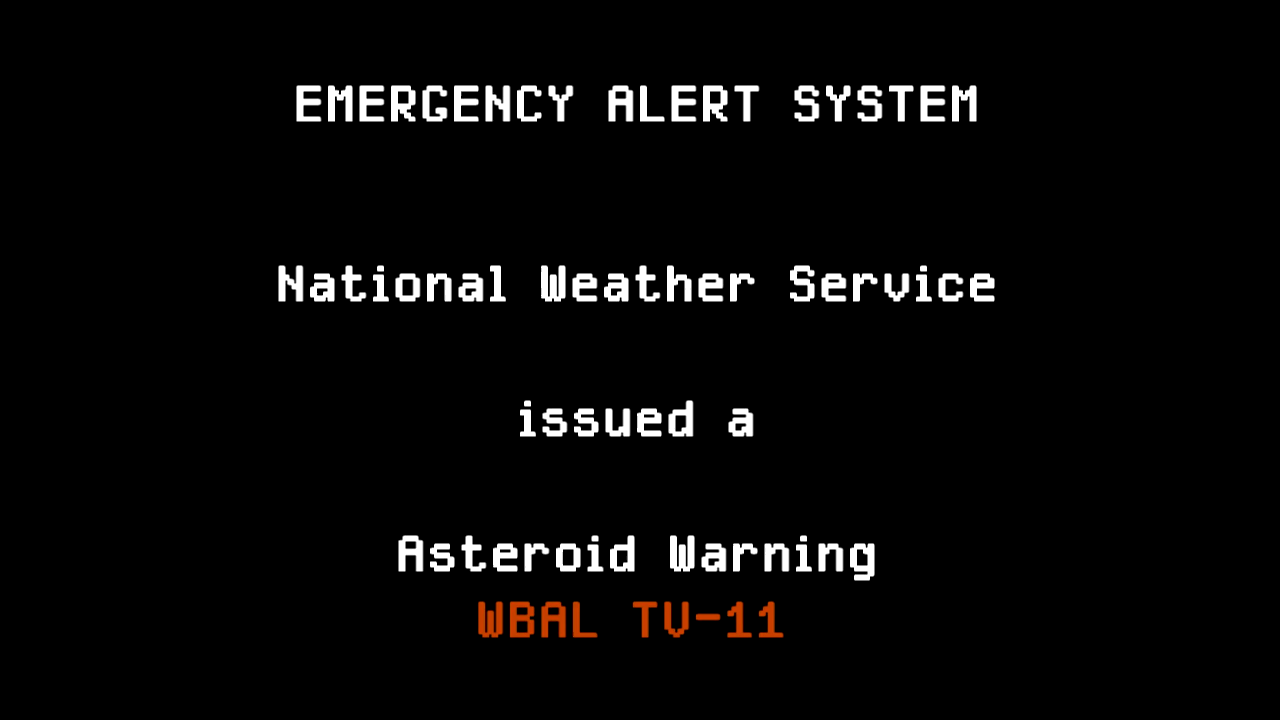 EMERGENCY ALERT SYSTEM
National Weather Service
issued a
Asteroid Warning
WBAL TV-11